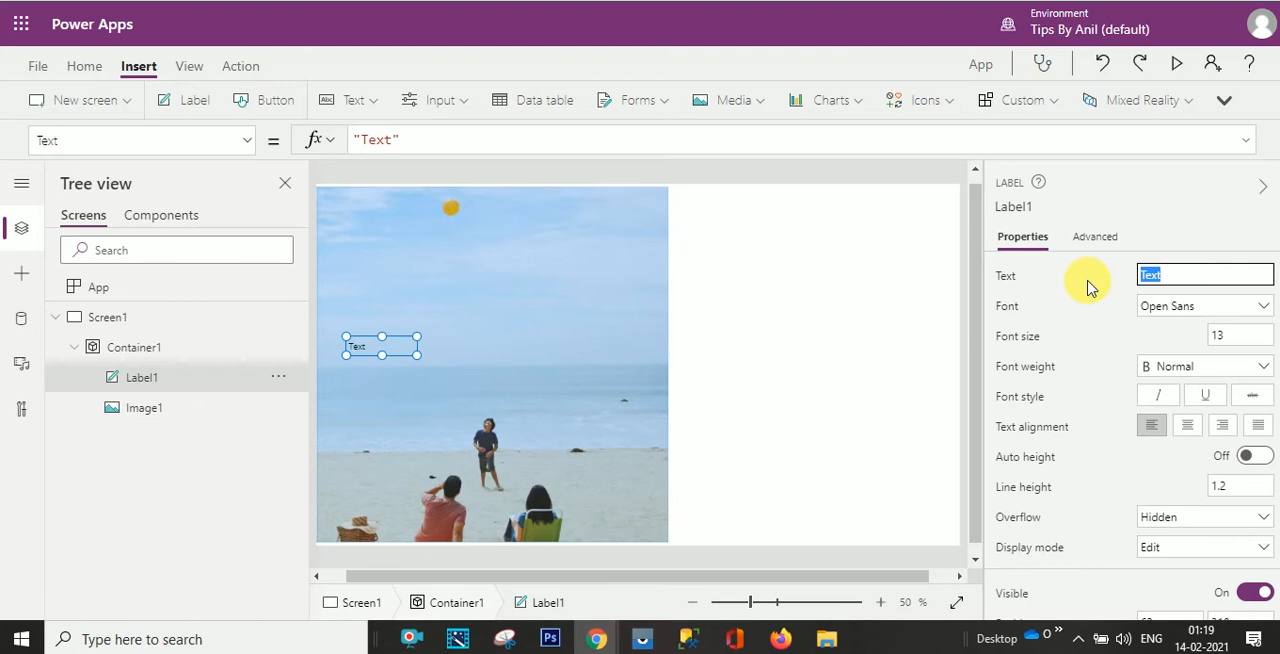 Power Apps
Environment
Tips By Anil (default)
File Home Insert View Action App
New screen Label Button Text Input Data table Forms Media Charts Icons Custom Mixed Reality
Text = fx "Text"
Tree view
Screens Components
Search
App
Screen1
Container1
Label1
Image1
Text
LABEL
Label1
Properties Advanced
Text Text
Font Open Sans
Font size 13
Font weight B Normal
Font style / U abc
Text alignment
Auto height Off
Line height 1.2
Overflow Hidden
Display mode Edit
Visible On
Screen1 Container1 Label1 50 %
Type here to search
Desktop ENG
01:19
14-02-2021